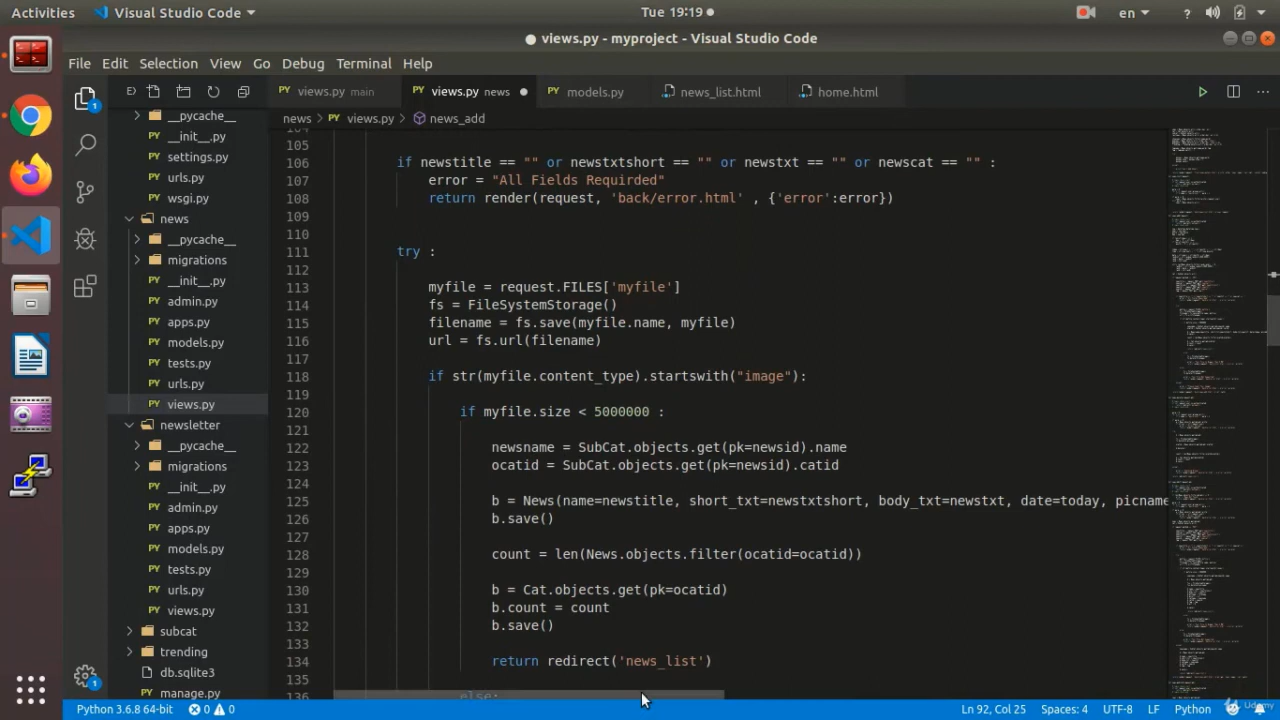 Activities Visual Studio Code Tue 19:19 en ?
views.py - myproject - Visual Studio Code
File Edit Selection View Go Debug Terminal Help
views.py main views.py news models.py news_list.html home.html
news > views.py > news_add
__pycache__
__init__.py
settings.py
urls.py
wsgi.py
news
__pycache__
migrations
__init__.py
admin.py
apps.py
models.py
tests.py
urls.py
views.py
newsletter
__pycache__
migrations
__init__.py
admin.py
apps.py
models.py
tests.py
urls.py
views.py
subcat
trending
db.sqlite3
manage.py
104
105
106 if newstitle == "" or newstxtshort == "" or newstxt == "" or newscat == "" :
107 error = "All Fields Requirded"
108 return render(request, 'back/error.html' , {'error':error})
109
110
111 try :
112
113 myfile = request.FILES['myfile']
114 fs = FileSystemStorage()
115 filename = fs.save(myfile.name, myfile)
116 url = fs.url(filename)
117
118 if str(myfile.content_type).startswith("image"):
119
120 if myfile.size < 5000000 :
121
122 newsname = SubCat.objects.get(pk=newsid).name
123 ocatid = SubCat.objects.get(pk=newsid).catid
124
125 b = News(name=newstitle, short_txt=newstxtshort, body_txt=newstxt, date=today, picname
126 b.save()
127
128 count = len(News.objects.filter(ocatid=ocatid))
129
130 b = Cat.objects.get(pk=ocatid)
131 b.count = count
132 b.save()
133
134 return redirect('news_list')
135
136 else:
Python 3.6.8 64-bit 0 0 Ln 92, Col 25 Spaces: 4 UTF-8 LF Python
Udemy